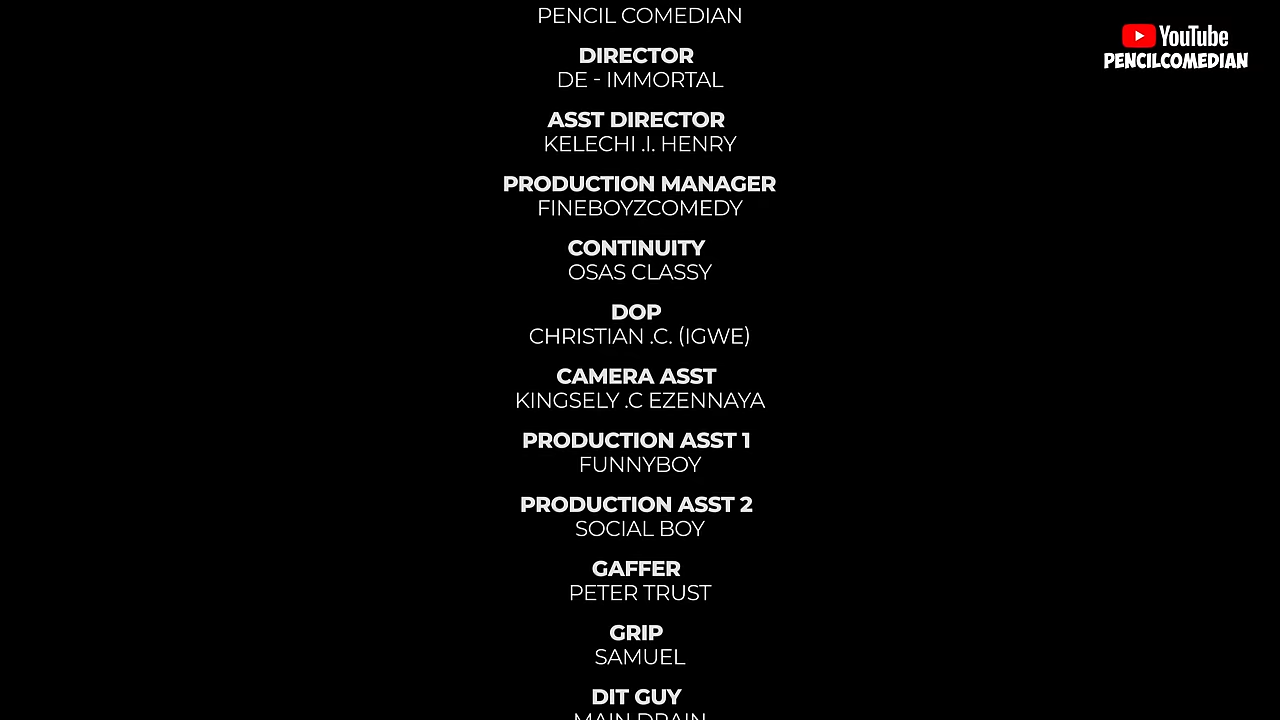 PENCIL COMEDIAN
DIRECTOR
DE - IMMORTAL
ASST DIRECTOR
KELECHI .I. HENRY
PRODUCTION MANAGER
FINEBOYZCOMEDY
CONTINUITY
OSAS CLASSY
DOP
CHRISTIAN .C. (IGWE)
CAMERA ASST
KINGSELY .C EZENNAYA
PRODUCTION ASST 1
FUNNYBOY
PRODUCTION ASST 2
SOCIAL BOY
GAFFER
PETER TRUST
GRIP
SAMUEL
DIT GUY
MAIN DRAIN
YouTube
PENCILCOMEDIAN